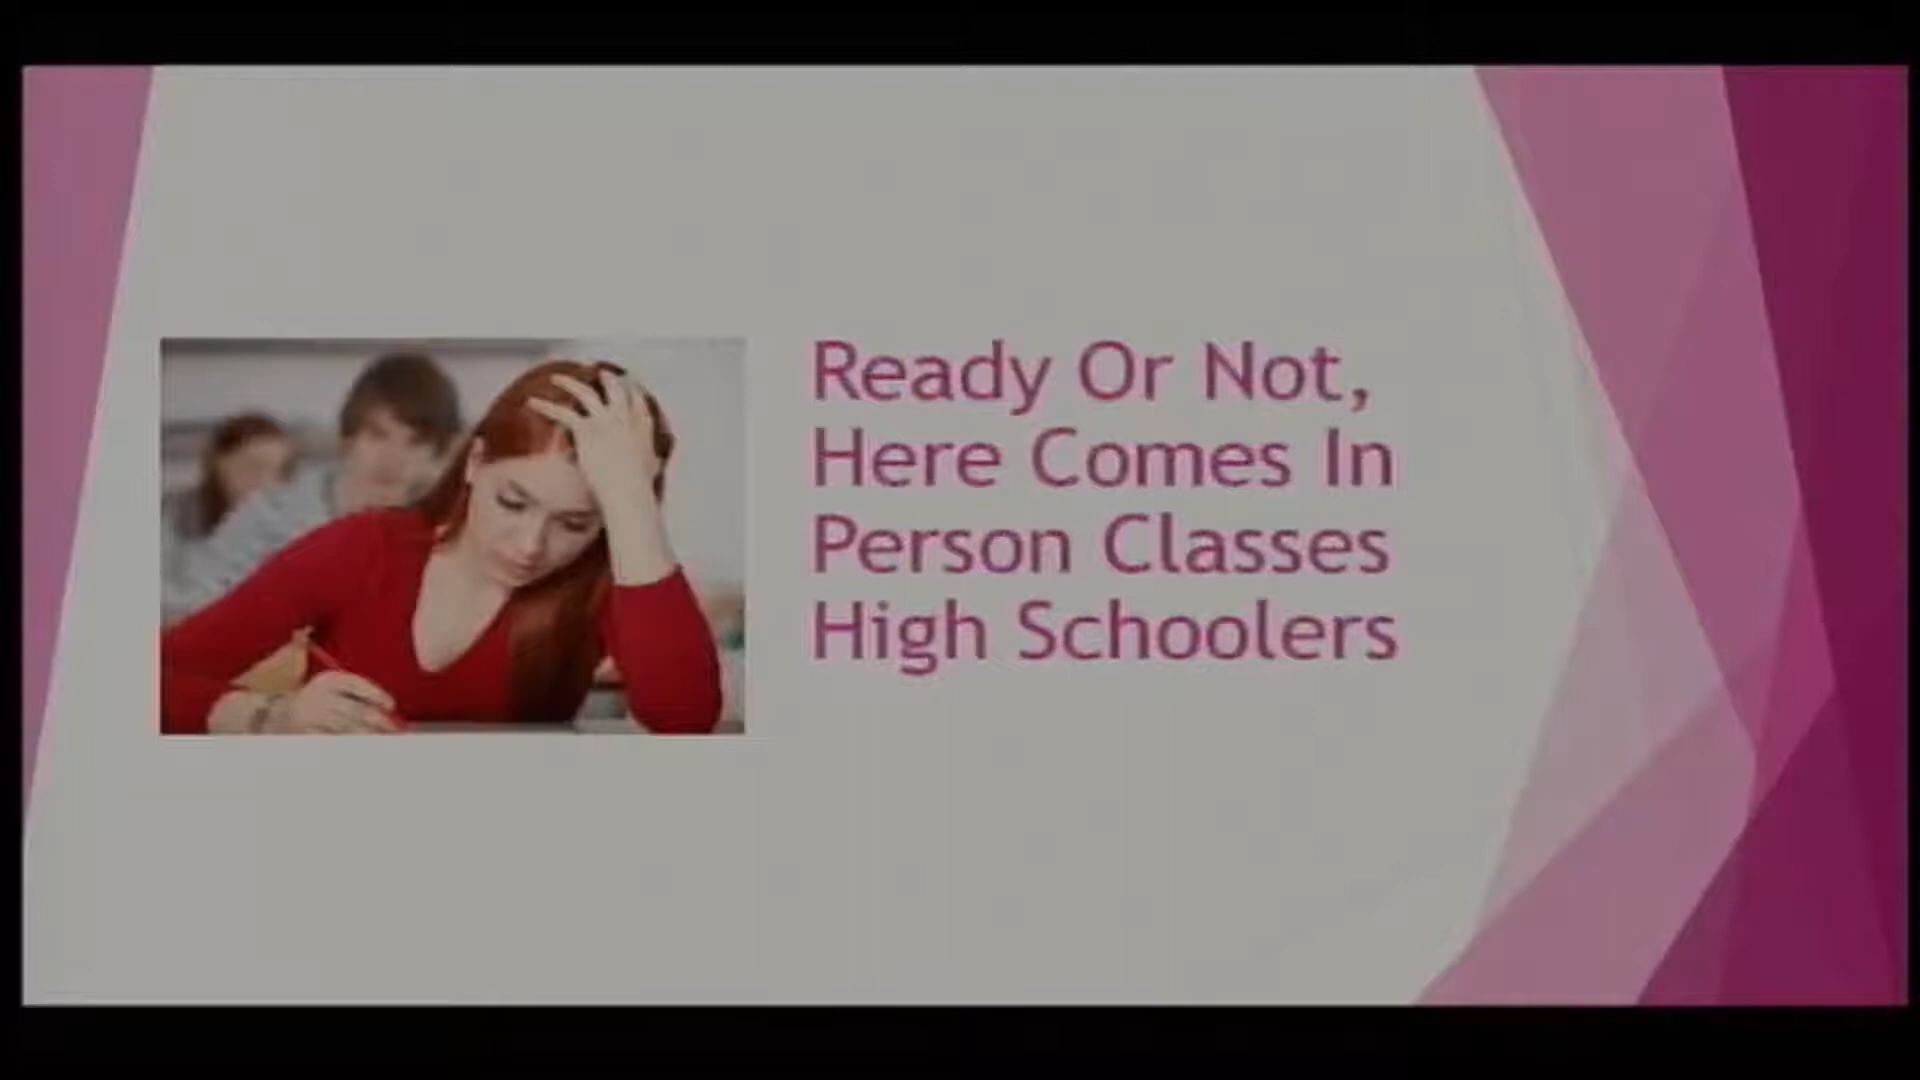 Ready Or Not,
Here Comes In
Person Classes
High Schoolers